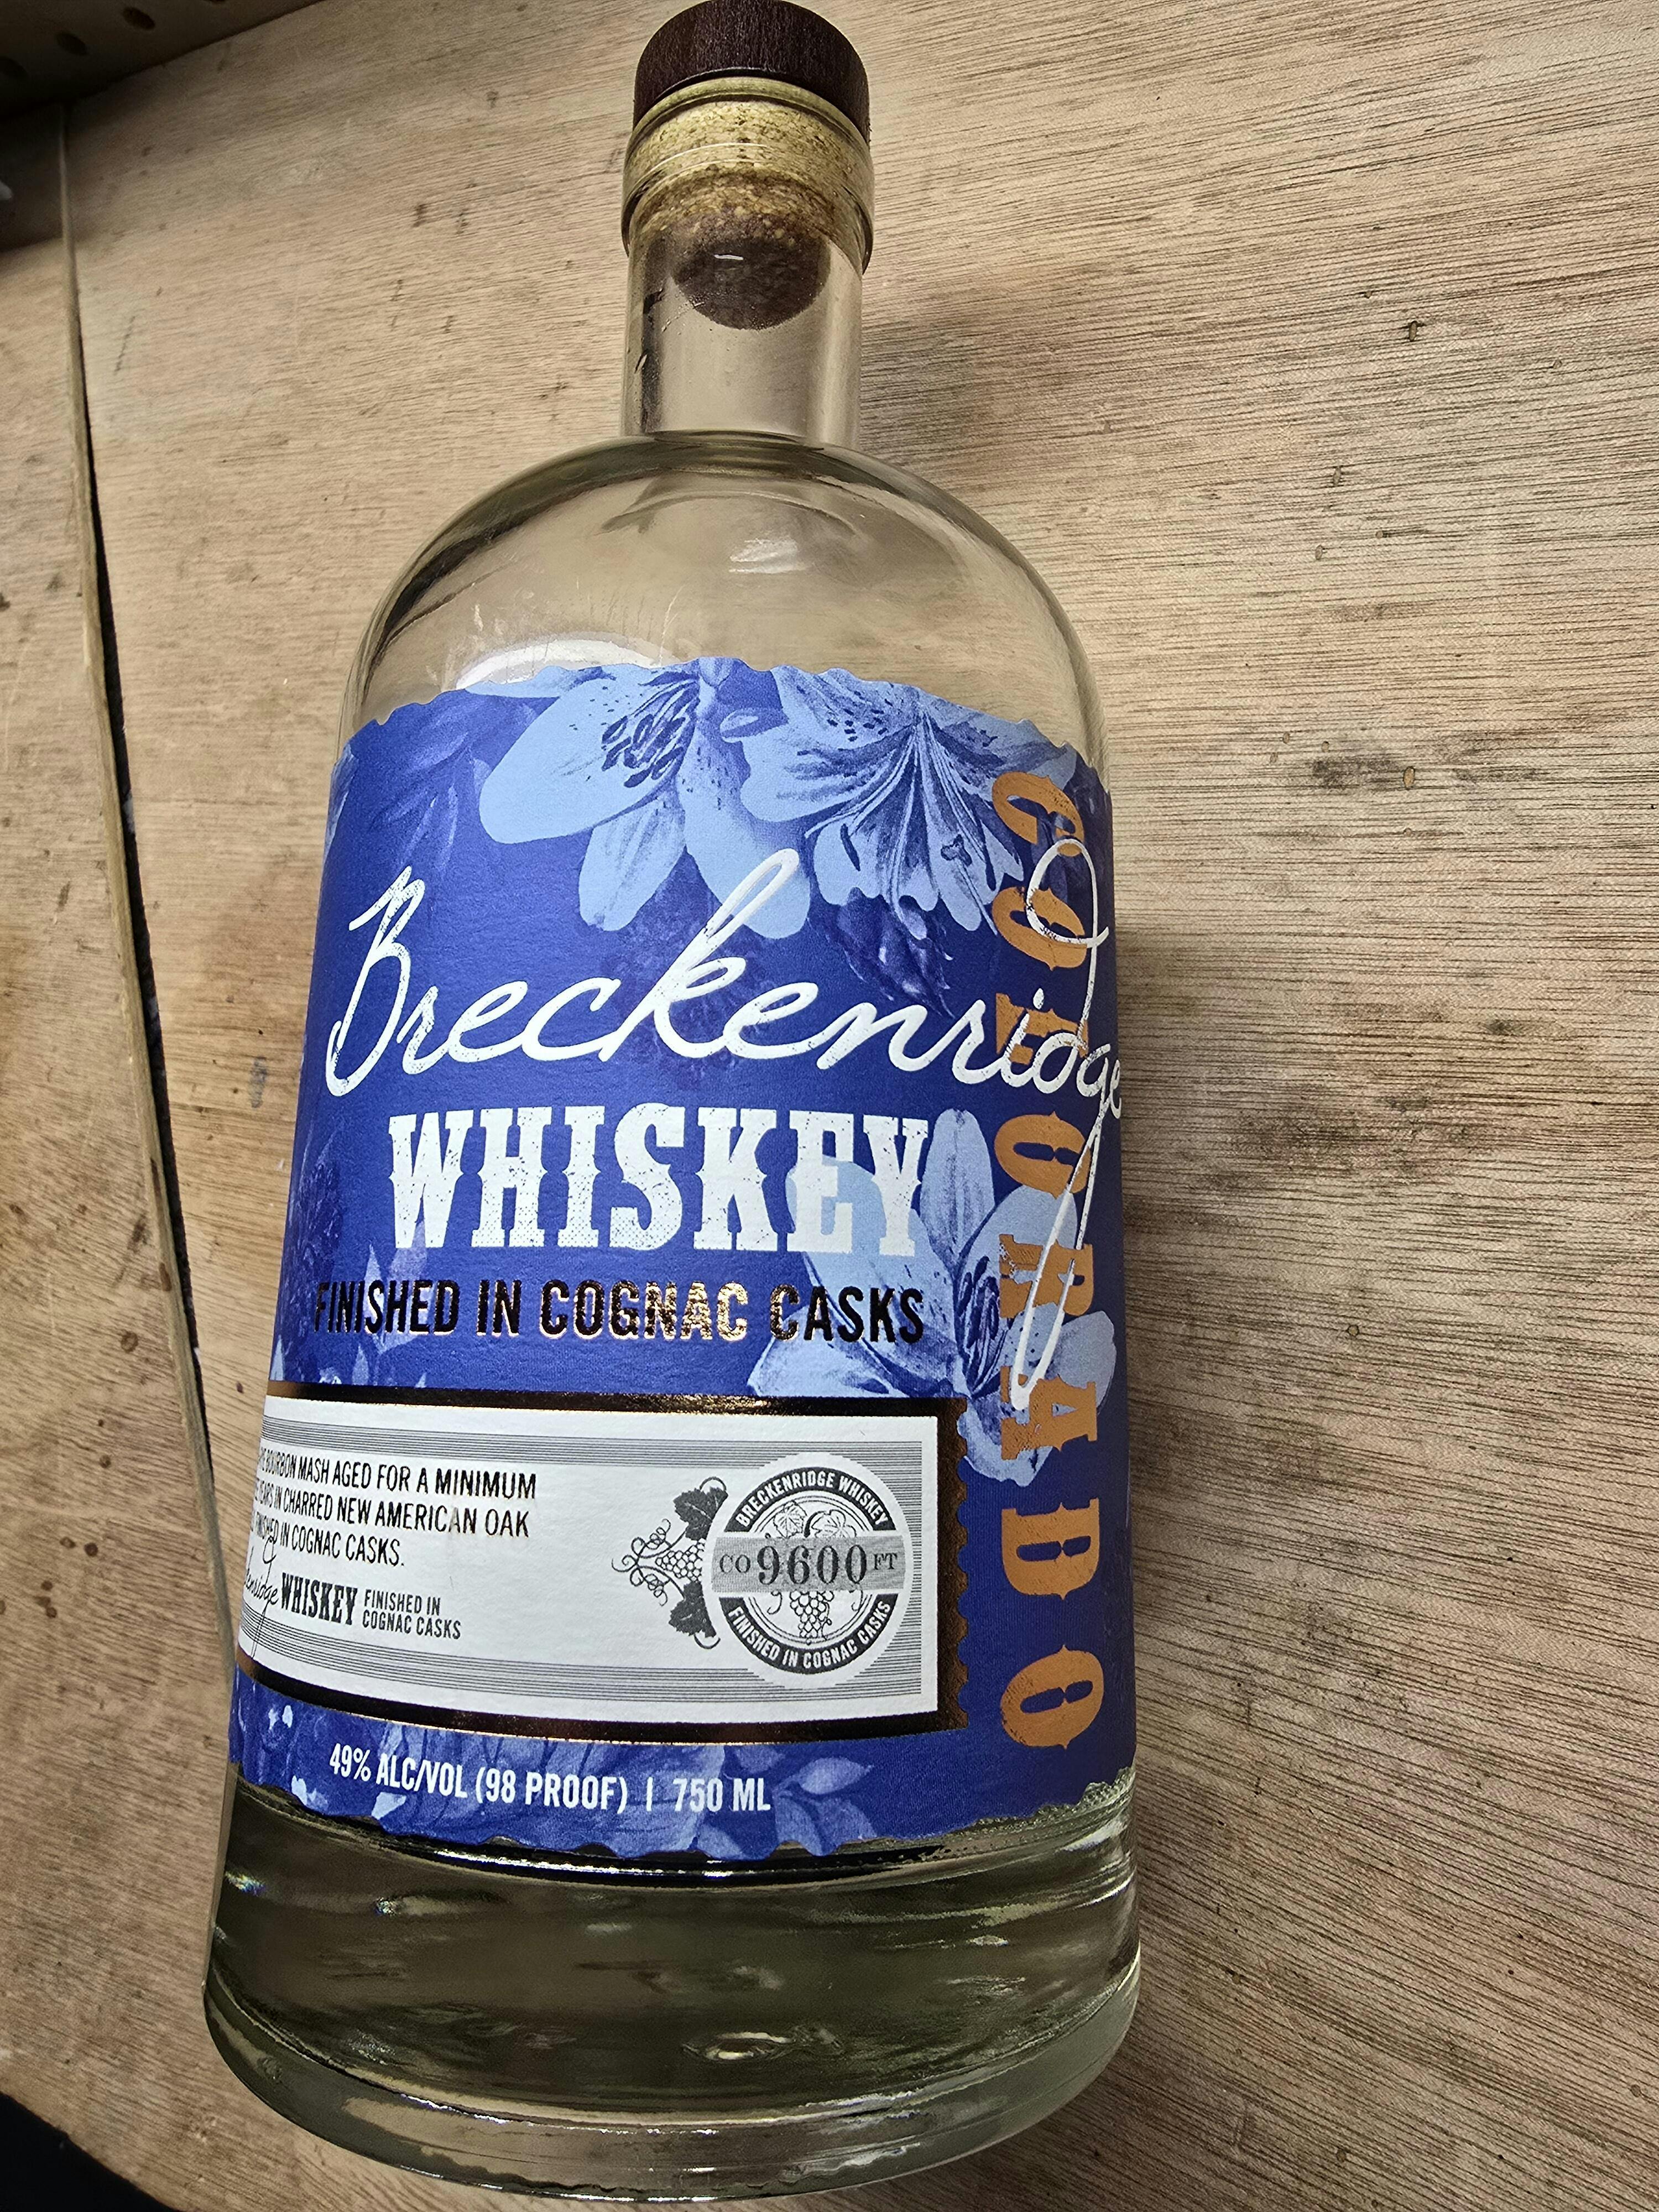 Breckenridge
COLORADO
WHISKEY
FINISHED IN COGNAC CASKS
BOURBON MASH AGED FOR A MINIMUM
YEARS IN CHARRED NEW AMERICAN OAK
FINISHED IN COGNAC CASKS.
WHISKEY FINISHED IN
COGNAC CASKS
BRECKENRIDGE WHISKEY
CO 9600 FT
FINISHED IN COGNAC CASKS
49% ALC/VOL (98 PROOF) | 750 ML